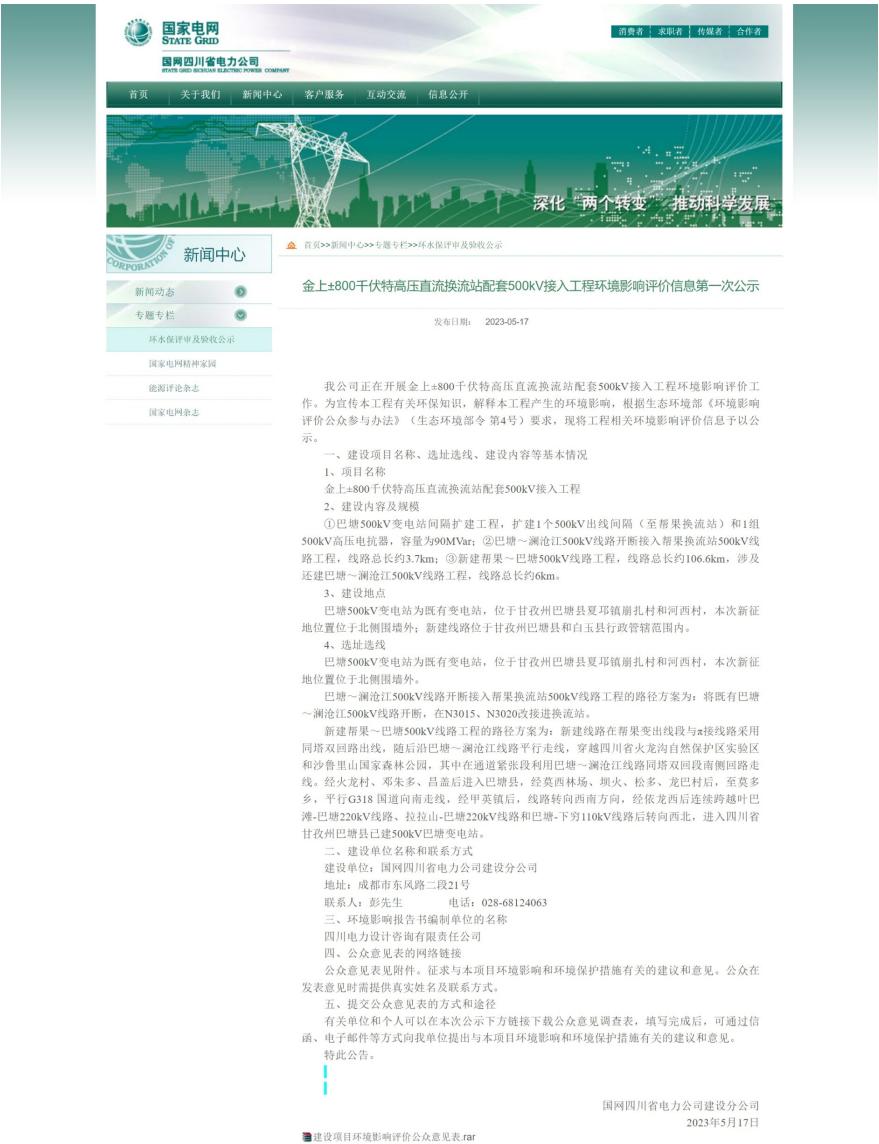 国家电网
STATE GRID
国网四川省电力公司
STATE GRID SICHUAN ELECTRIC POWER COMPANY
消费者 求职者 传媒者 合作者
首页 关于我们 新闻中心 客户服务 互动交流 信息公开
深化“两个转变” 推动科学发展
CORPORATION OF
新闻中心
首页>>新闻中心>>专题专栏>>环水保评审及验收公示
新闻动态
专题专栏
环水保评审及验收公示
国家电网精神家园
能源评论杂志
国家电网杂志
金上±800千伏特高压直流换流站配套500kV接入工程环境影响评价信息第一次公示
发布日期: 2023-05-17
我公司正在开展金上±800千伏特高压直流换流站配套500kV接入工程环境影响评价工
作。为宣传本工程有关环保知识，解释本工程产生的环境影响，根据生态环境部《环境影响
评价公众参与办法》（生态环境部令 第4号）要求，现将工程相关环境影响评价信息予以公
示。
一、建设项目名称、选址选线、建设内容等基本情况
1、项目名称
金上±800千伏特高压直流换流站配套500kV接入工程
2、建设内容及规模
①巴塘500kV变电站间隔扩建工程，扩建1个500kV出线间隔（至帮果换流站）和1组
500kV高压电抗器，容量为90MVar；②巴塘～澜沧江500kV线路开断接入帮果换流站500kV线
路工程，线路总长约3.7km；③新建帮果～巴塘500kV线路工程，线路总长约106.6km，涉及
还建巴塘～澜沧江500kV线路工程，线路总长约6km。
3、建设地点
巴塘500kV变电站为既有变电站，位于甘孜州巴塘县夏邛镇崩扎村和河西村，本次新征
地位置位于北侧围墙外；新建线路位于甘孜州巴塘县和白玉县行政管辖范围内。
4、选址选线
巴塘500kV变电站为既有变电站，位于甘孜州巴塘县夏邛镇崩扎村和河西村，本次新征
地位置位于北侧围墙外。
巴塘～澜沧江500kV线路开断接入帮果换流站500kV线路工程的路径方案为：将既有巴塘
～澜沧江500kV线路开断，在N3015、N3020改接进换流站。
新建帮果～巴塘500kV线路工程的路径方案为：新建线路在帮果变出线段与π接线路采用
同塔双回路出线，随后沿巴塘～澜沧江线路平行走线，穿越四川省火龙沟自然保护区实验区
和沙鲁里山国家森林公园，其中在通道紧张段利用巴塘～澜沧江线路同塔双回段南侧回路走
线。经火龙村、邓朱多、昌盖后进入巴塘县，经莫西林场、坝火、松多、龙巴村后，至莫多
乡，平行G318 国道向南走线，经甲英镇后，线路转向西南方向，经依龙西后连续跨越叶巴
滩-巴塘220kV线路、拉拉山-巴塘220kV线路和巴塘-下穷110kV线路后转向西北，进入四川省
甘孜州巴塘县已建500kV巴塘变电站。
二、建设单位名称和联系方式
建设单位：国网四川省电力公司建设分公司
地址：成都市东风路二段21号
联系人：彭先生 电话：028-68124063
三、环境影响报告书编制单位的名称
四川电力设计咨询有限责任公司
四、公众意见表的网络链接
公众意见表见附件。征求与本项目环境影响和环境保护措施有关的建议和意见。公众在
发表意见时需提供真实姓名及联系方式。
五、提交公众意见表的方式和途径
有关单位和个人可以在本次公示下方链接下载公众意见调查表，填写完成后，可通过信
函、电子邮件等方式向我单位提出与本项目环境影响和环境保护措施有关的建议和意见。
特此公告。
国网四川省电力公司建设分公司
2023年5月17日
建设项目环境影响评价公众意见表.rar